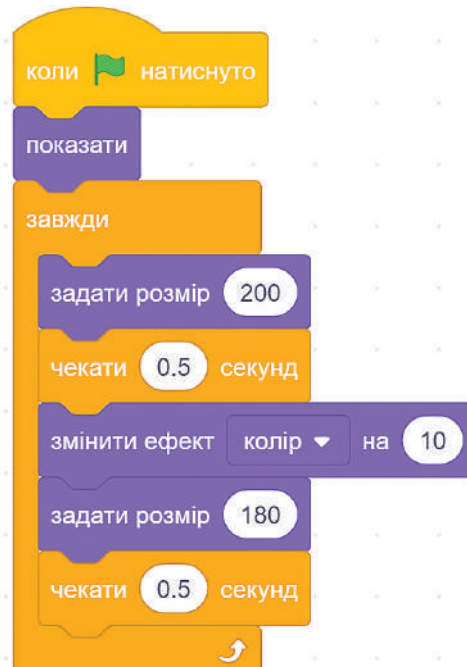 коли натиснуто
показати
завжди
задати розмір 200
чекати 0.5 секунд
змінити ефект колір на 10
задати розмір 180
чекати 0.5 секунд